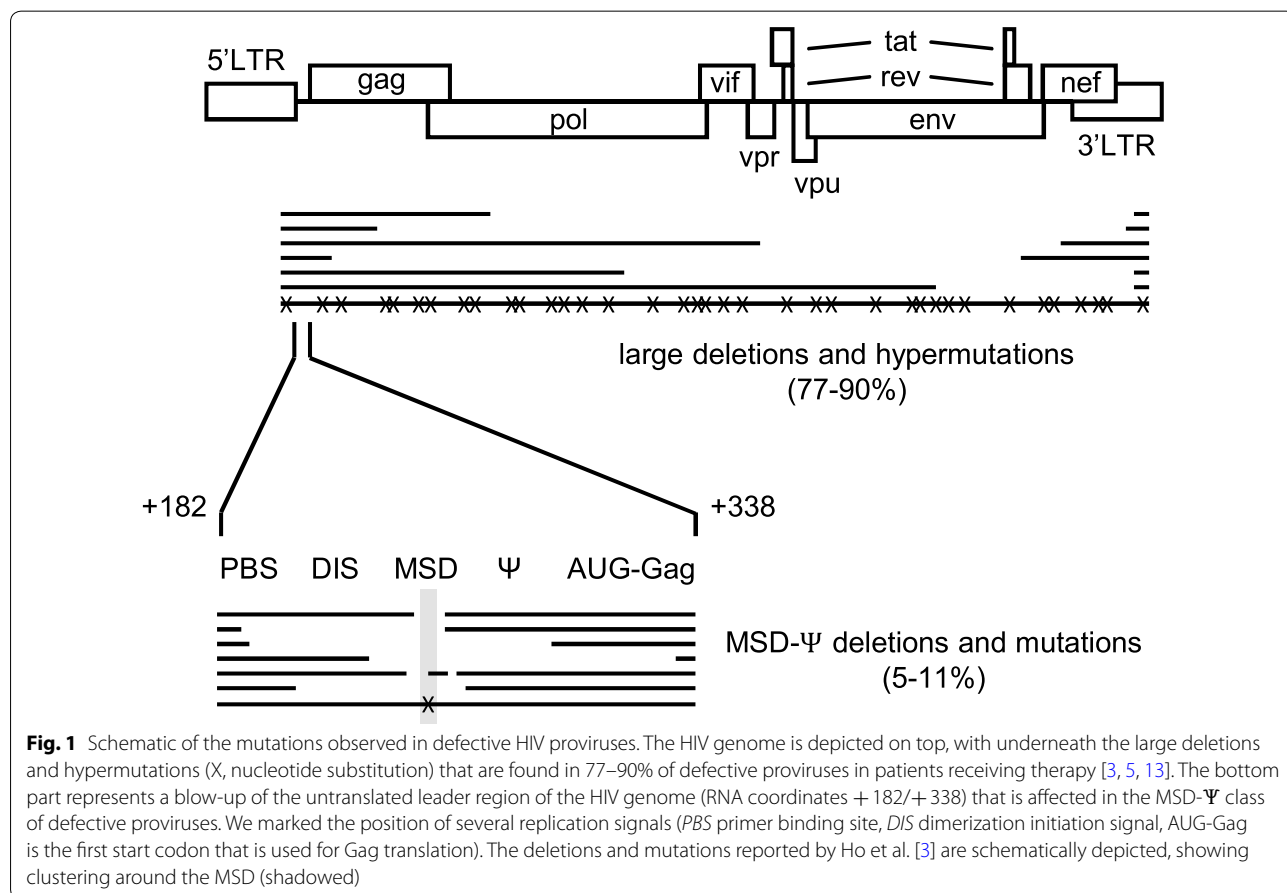 5'LTR
gag
pol
vif
vpr
vpu
tat
rev
env
nef
3'LTR
X X X X X X X X X X X X X X X X X X X X X X X X X X X X X X X X X X X X X X
large deletions and hypermutations
(77-90%)
+182
+338
PBS DIS MSD Ψ AUG-Gag
MSD-Ψ deletions and mutations
(5-11%)
X
Fig. 1 Schematic of the mutations observed in defective HIV proviruses. The HIV genome is depicted on top, with underneath the large deletions
and hypermutations (X, nucleotide substitution) that are found in 77–90% of defective proviruses in patients receiving therapy [3, 5, 13]. The bottom
part represents a blow-up of the untranslated leader region of the HIV genome (RNA coordinates +182/+338) that is affected in the MSD-Ψ class
of defective proviruses. We marked the position of several replication signals (PBS primer binding site, DIS dimerization initiation signal, AUG-Gag
is the first start codon that is used for Gag translation). The deletions and mutations reported by Ho et al. [3] are schematically depicted, showing
clustering around the MSD (shadowed)